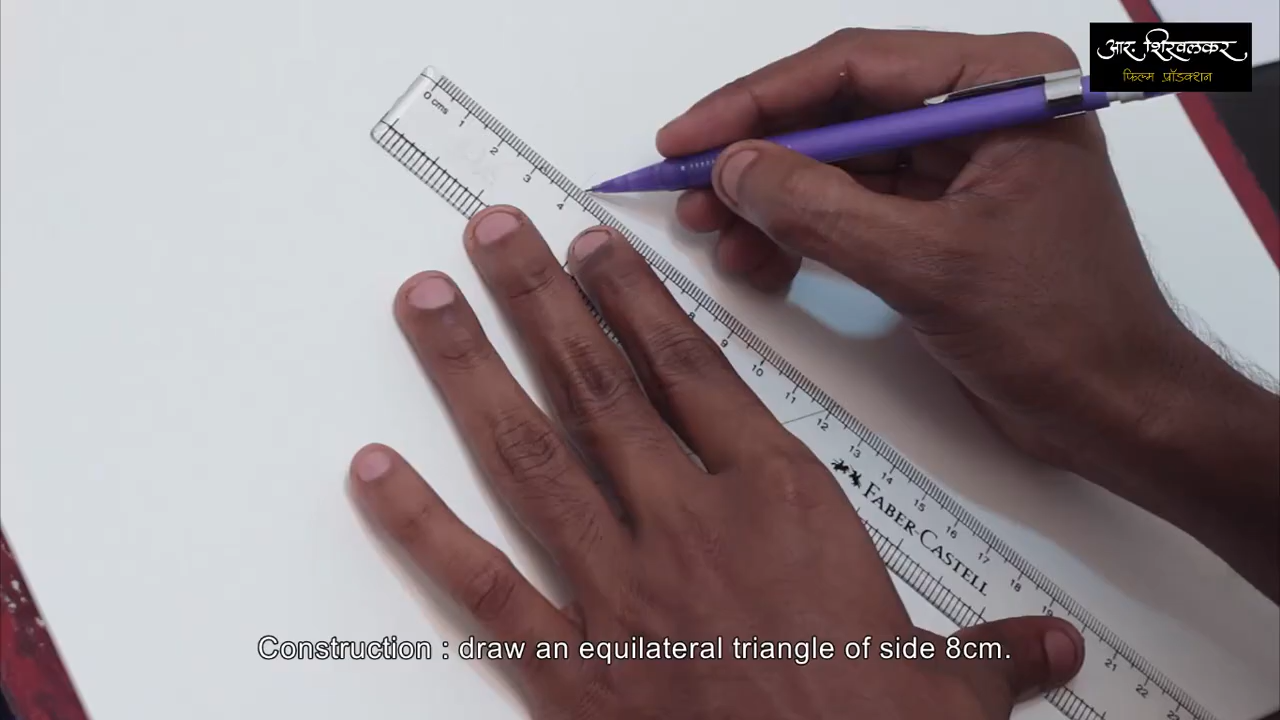 आर. शिरवलकर
फिल्म प्रॉडक्शन
0 cms 1 2 3 4 8 9 10 11 12 13 14 15 16 17 18 19 21 22
FABER-CASTELL
Construction : draw an equilateral triangle of side 8cm.